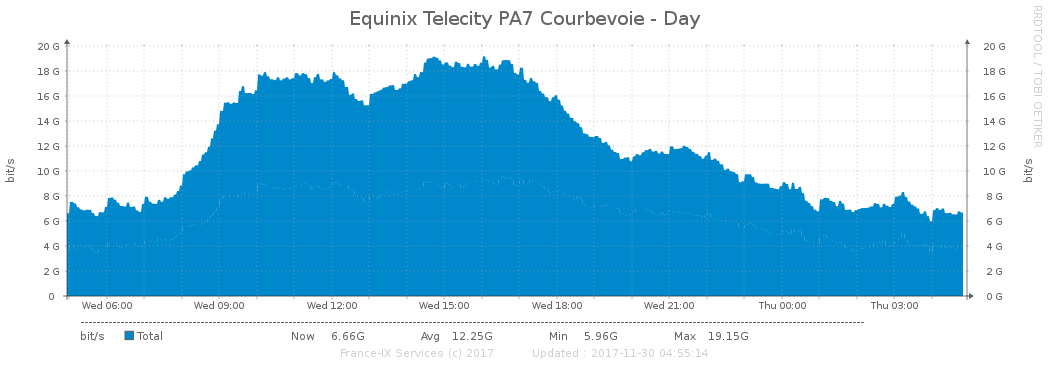 Equinix Telecity PA7 Courbevoie - Day
RRDTOOL / TOBI OETIKER
bit/s
20 G
18 G
16 G
14 G
12 G
10 G
8 G
6 G
4 G
2 G
0
20 G
18 G
16 G
14 G
12 G
10 G
8 G
6 G
4 G
2 G
0 G
bit/s
Wed 06:00 Wed 09:00 Wed 12:00 Wed 15:00 Wed 18:00 Wed 21:00 Thu 00:00 Thu 03:00
bit/s Total Now 6.66G Avg 12.25G Min 5.96G Max 19.15G
France-IX Services (c) 2017 Updated : 2017-11-30 04:55:14